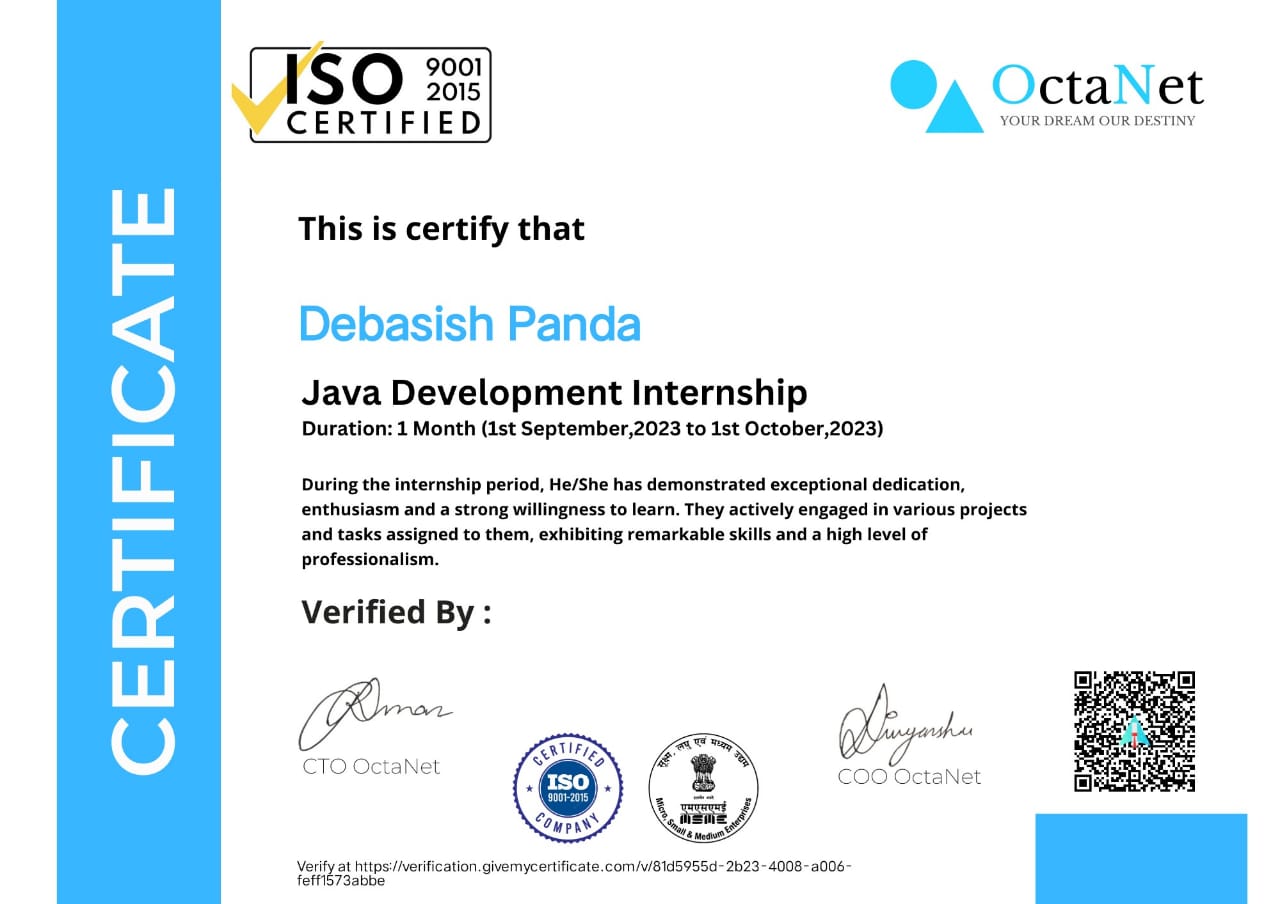 CERTIFICATE
ISO 9001
2015
CERTIFIED
OctaNet
YOUR DREAM OUR DESTINY
This is certify that
Debasish Panda
Java Development Internship
Duration: 1 Month (1st September,2023 to 1st October,2023)
During the internship period, He/She has demonstrated exceptional dedication,
enthusiasm and a strong willingness to learn. They actively engaged in various projects
and tasks assigned to them, exhibiting remarkable skills and a high level of
professionalism.
Verified By :
CTO OctaNet
CERTIFIED
ISO
9001-2015
COMPANY
सूक्ष्म, लघु एवं मध्यम उद्यम
एमएसएमई
MSME
Micro, Small & Medium Enterprises
COO OctaNet
Verify at https://verification.givemycertificate.com/v/81d5955d-2b23-4008-a006-
feff1573abbe